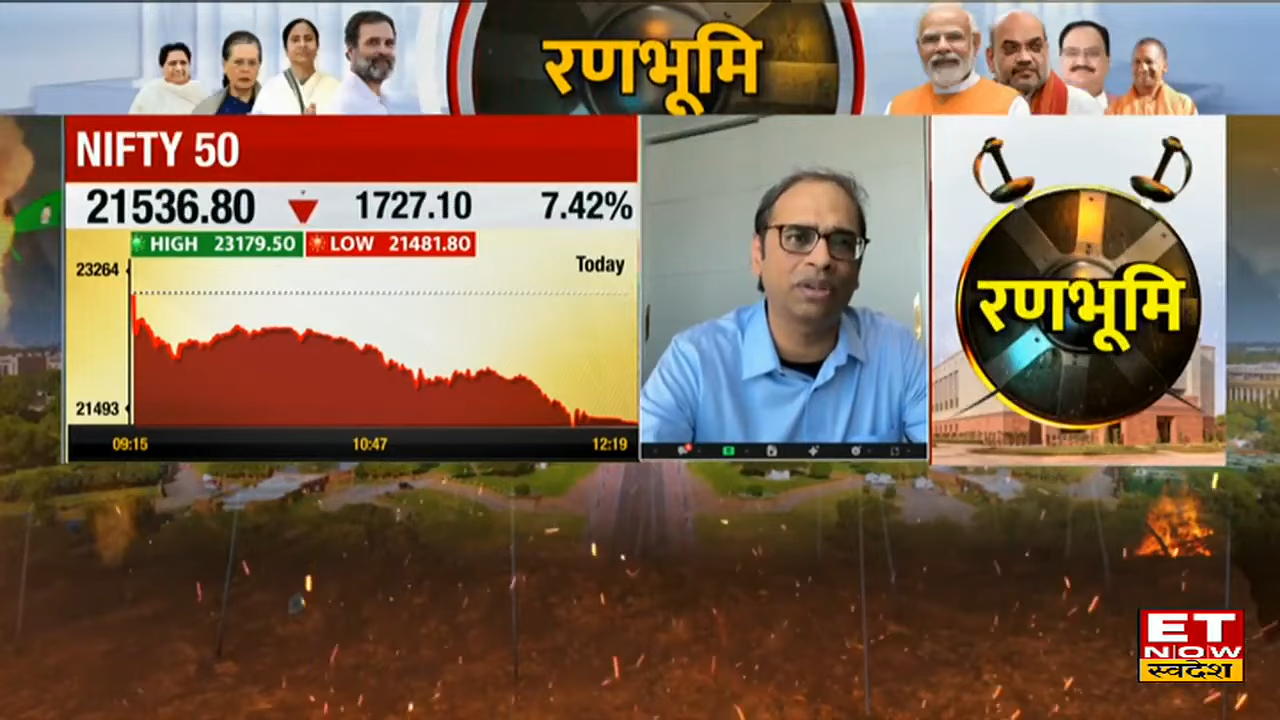 रणभूमि
NIFTY 50
21536.80 1727.10 7.42%
HIGH 23179.50 LOW 21481.80
Today
23264
21493
09:15 10:47 12:19
रणभूमि
ET
NOW
स्वदेश